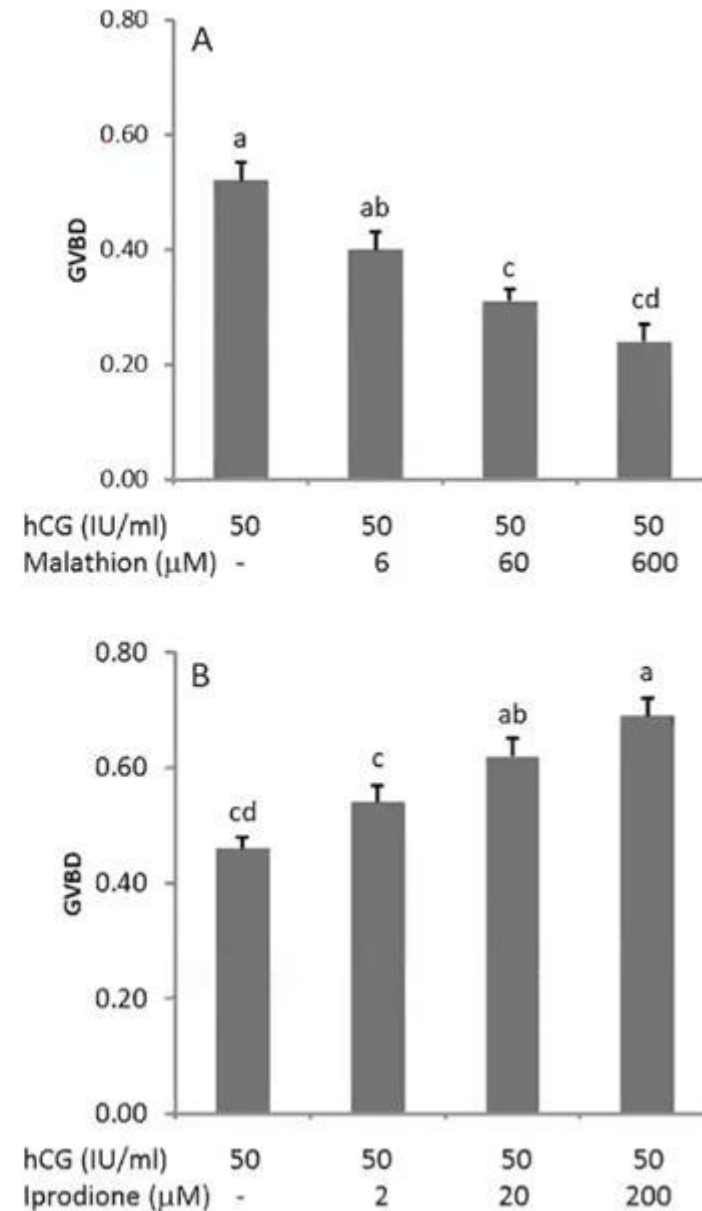 0.80
A
0.60
a
ab
GVBD
0.40
c
cd
0.20
0.00
hCG (IU/ml) 50 50 50 50
Malathion (μM) - 6 60 600
0.80
B
a
ab
0.60
c
cd
GVBD
0.40
0.20
0.00
hCG (IU/ml) 50 50 50 50
Iprodione (μM) - 2 20 200